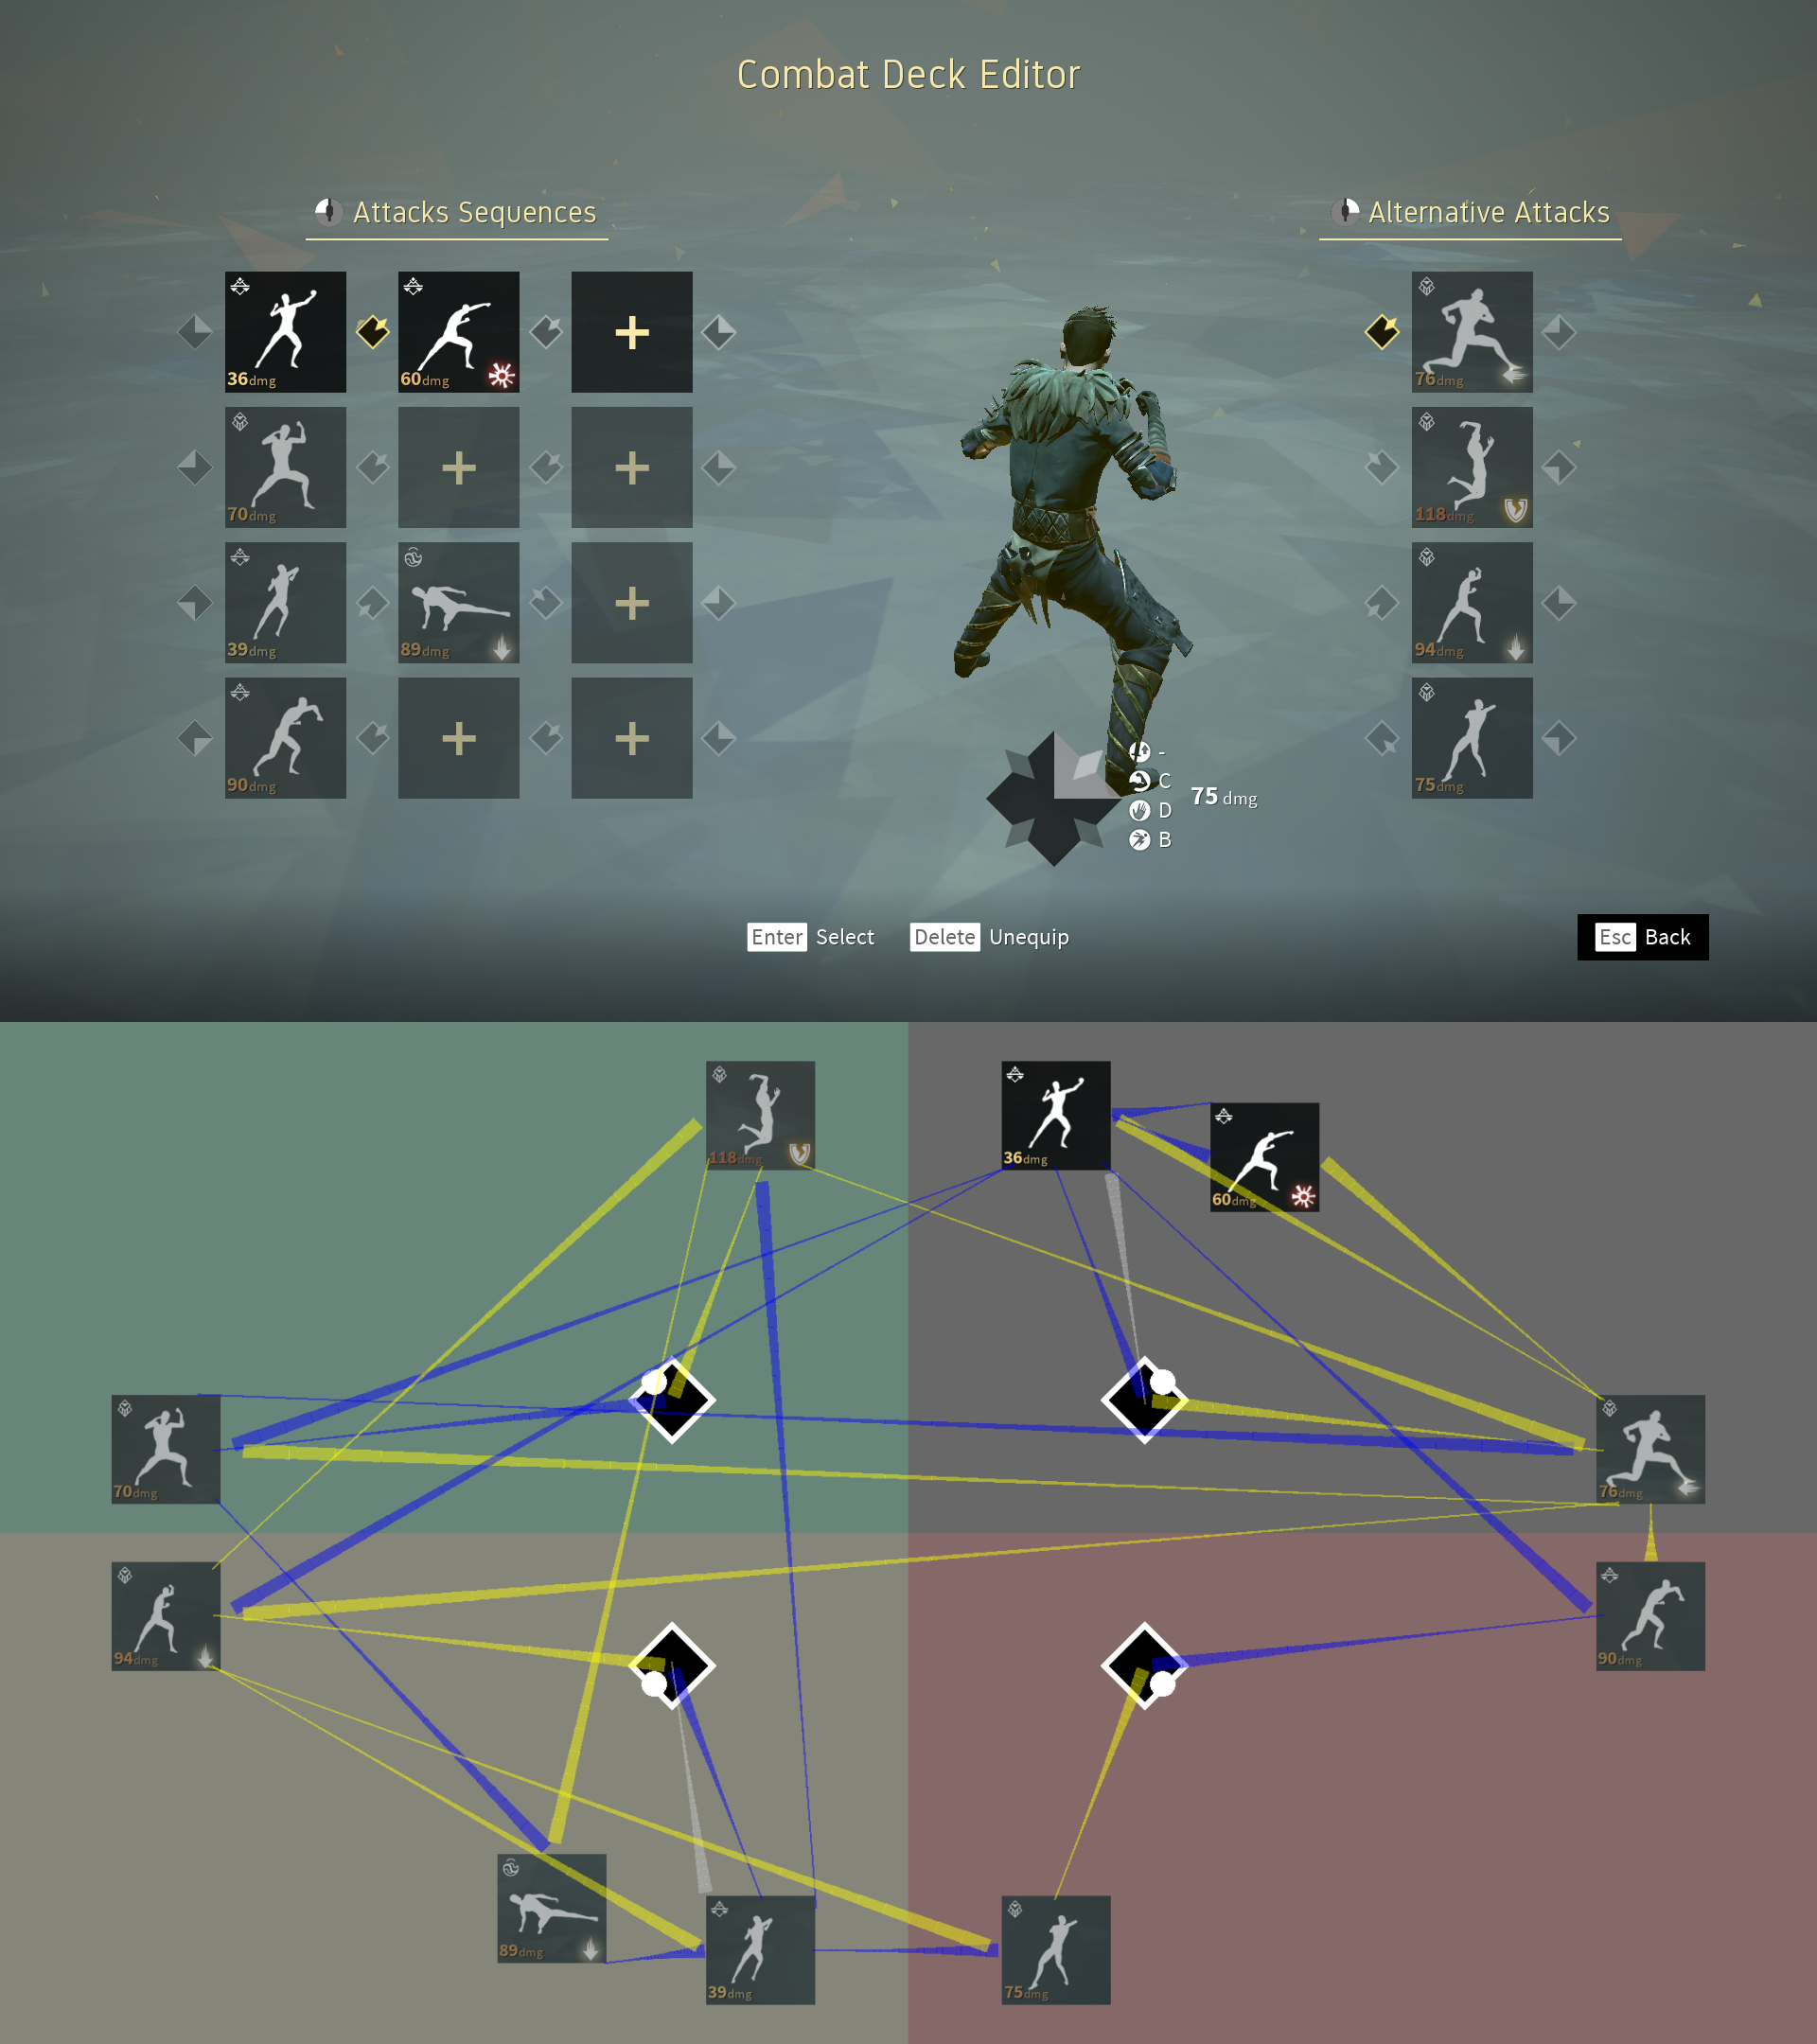 Combat Deck Editor
Attacks Sequences
Alternative Attacks
36dmg
60dmg
76dmg
70dmg
118dmg
39dmg
89dmg
94dmg
90dmg
75dmg
-
C
75 dmg
D
B
Enter Select Delete Unequip
Esc Back
118dmg
36dmg
60dmg
70dmg
76dmg
94dmg
90dmg
89dmg
39dmg
75dmg